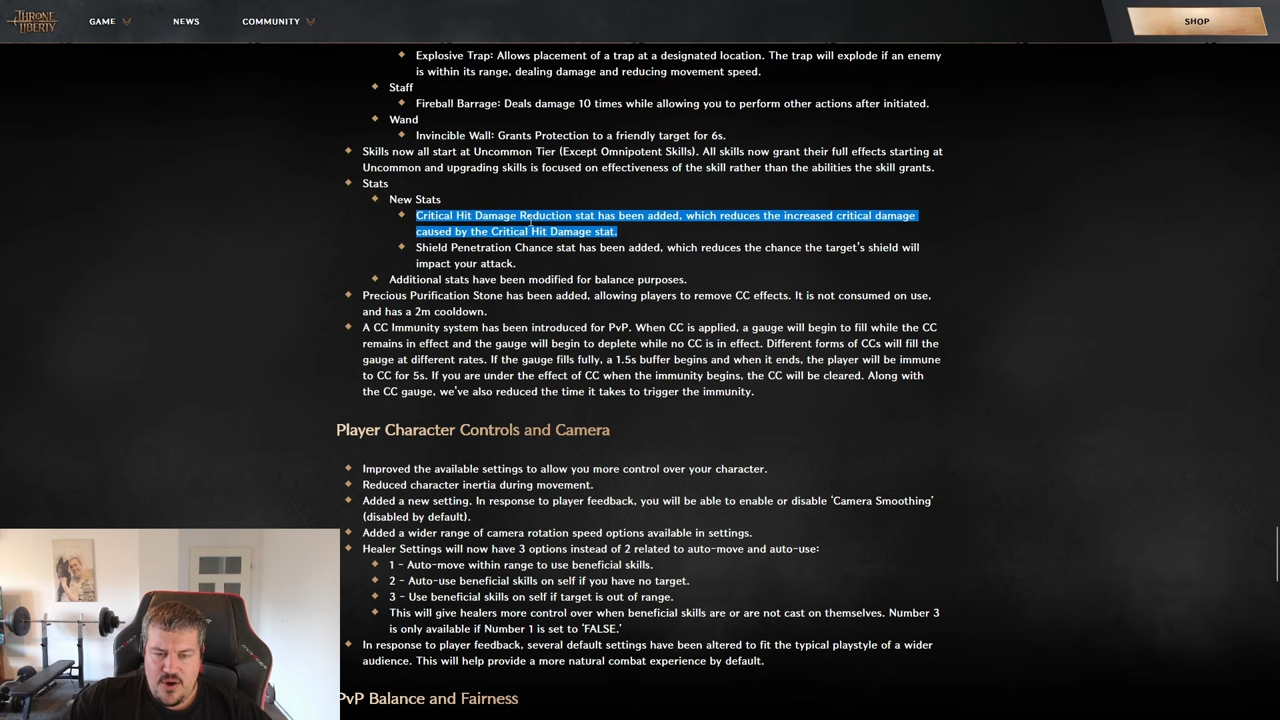 THRONE
LIBERTY
GAME
NEWS
COMMUNITY
SHOP
Explosive Trap: Allows placement of a trap at a designated location. The trap will explode if an enemy
is within its range, dealing damage and reducing movement speed.
Staff
Fireball Barrage: Deals damage 10 times while allowing you to perform other actions after initiated.
Wand
Invincible Wall: Grants Protection to a friendly target for 6s.
Skills now all start at Uncommon Tier (Except Omnipotent Skills). All skills now grant their full effects starting at
Uncommon and upgrading skills is focused on effectiveness of the skill rather than the abilities the skill grants.
Stats
New Stats
Critical Hit Damage Reduction stat has been added, which reduces the increased critical damage
caused by the Critical Hit Damage stat.
Shield Penetration Chance stat has been added, which reduces the chance the target's shield will
impact your attack.
Additional stats have been modified for balance purposes.
Precious Purification Stone has been added, allowing players to remove CC effects. It is not consumed on use,
and has a 2m cooldown.
A CC Immunity system has been introduced for PvP. When CC is applied, a gauge will begin to fill while the CC
remains in effect and the gauge will begin to deplete while no CC is in effect. Different forms of CCs will fill the
gauge at different rates. If the gauge fills fully, a 1.5s buffer begins and when it ends, the player will be immune
to CC for 5s. If you are under the effect of CC when the immunity begins, the CC will be cleared. Along with
the CC gauge, we've also reduced the time it takes to trigger the immunity.
Player Character Controls and Camera
Improved the available settings to allow you more control over your character.
Reduced character inertia during movement.
Added a new setting. In response to player feedback, you will be able to enable or disable 'Camera Smoothing'
(disabled by default).
Added a wider range of camera rotation speed options available in settings.
Healer Settings will now have 3 options instead of 2 related to auto-move and auto-use:
1 - Auto-move within range to use beneficial skills.
2 - Auto-use beneficial skills on self if you have no target.
3 - Use beneficial skills on self if target is out of range.
This will give healers more control over when beneficial skills are or are not cast on themselves. Number 3
is only available if Number 1 is set to 'FALSE.'
In response to player feedback, several default settings have been altered to fit the typical playstyle of a wider
audience. This will help provide a more natural combat experience by default.
PvP Balance and Fairness